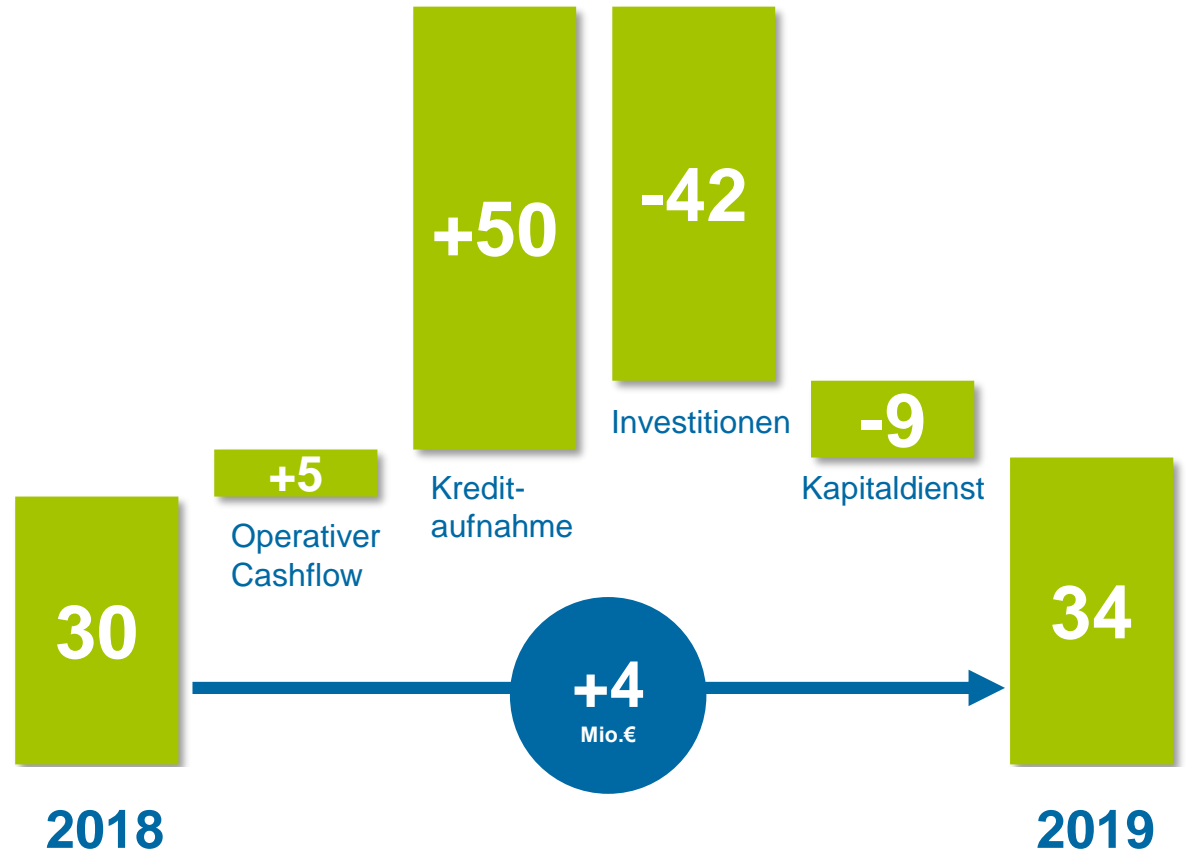 30
2018
+5
Operativer
Cashflow
+50
Kredit-
aufnahme
-42
Investitionen
-9
Kapitaldienst
34
2019
+4
Mio.€